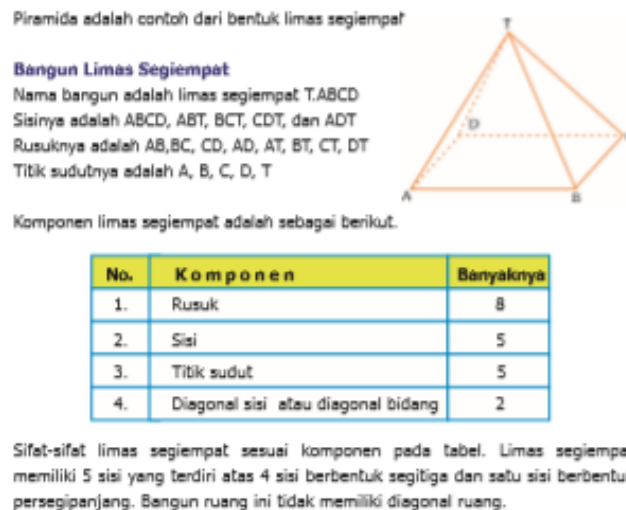 Piramida adalah contoh dari bentuk limas segiempat
T
Bangun Limas Segiempat
Nama bangun adalah limas segiempat T.ABCD
Sisinya adalah ABCD, ABT, BCT, CDT, dan ADT
Rusuknya adalah AB,BC, CD, AD, AT, BT, CT, DT
Titik sudutnya adalah A, B, C, D, T
D
A
B
Komponen limas segiempat adalah sebagai berikut.
No. Komponen Banyaknya
1. Rusuk 8
2. Sisi 5
3. Titik sudut 5
4. Diagonal sisi atau diagonal bidang 2
Sifat-sifat limas segiempat sesuai komponen pada tabel. Limas segiempa
memiliki 5 sisi yang terdiri atas 4 sisi berbentuk segitiga dan satu sisi berbentu
persegipanjang. Bangun ruang ini tidak memiliki diagonal ruang.